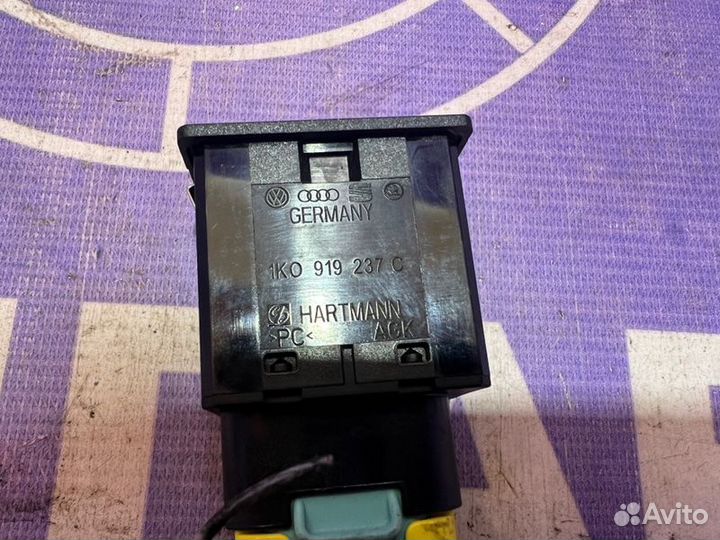 GERMANY
1K0 919 237 C
HARTMANN
>PC< ACK
Avito